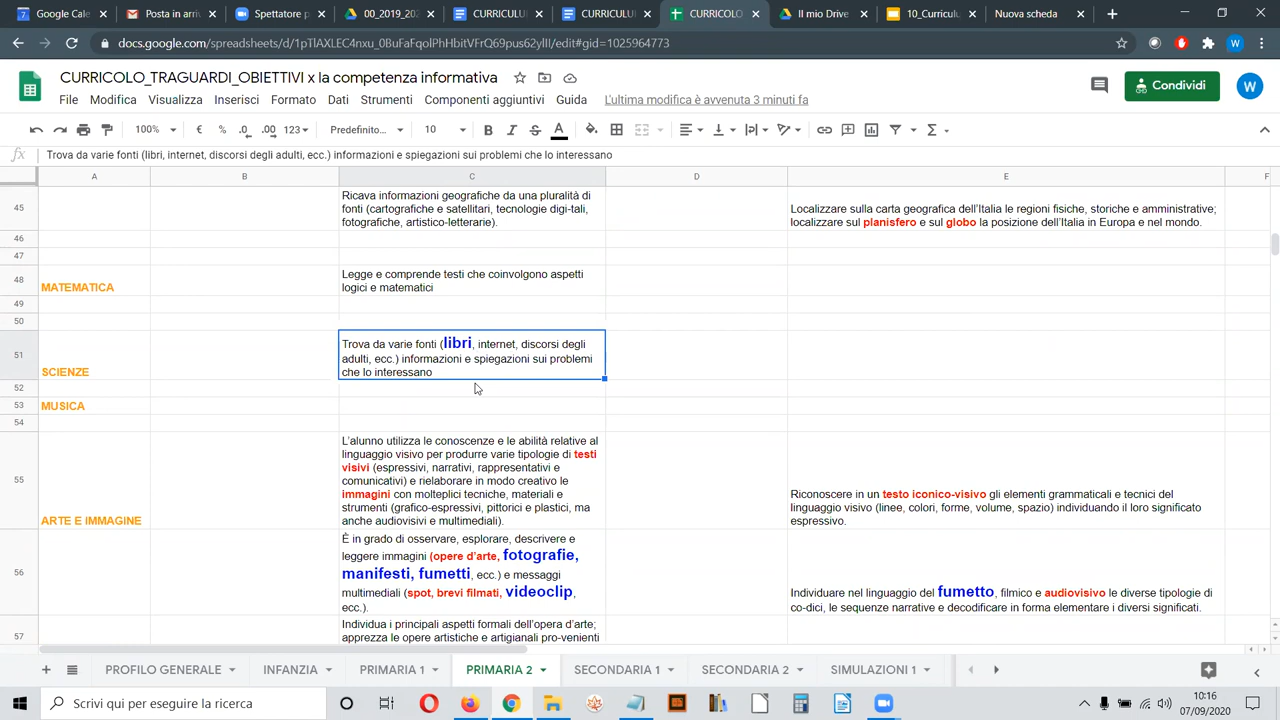 Google Cale
Posta in arri
Spettatore p
00_2019_202
CURRICULU
CURRICULU
CURRICOLO
Il mio Drive
10_Curriculu
Nuova scheda
docs.google.com/spreadsheets/d/1pTlAXLEC4nxu_0BuFaFqolPhHbitVFrQ69pus62ylII/edit#gid=1025964773
W
CURRICOLO_TRAGUARDI_OBIETTIVI x la competenza informativa
File Modifica Visualizza Inserisci Formato Dati Strumenti Componenti aggiuntivi Guida L'ultima modifica è avvenuta 3 minuti fa
Condividi
W
100% € % .0 .00 123 Predefinito... 10 B I S A
fx Trova da varie fonti (libri, internet, discorsi degli adulti, ecc.) informazioni e spiegazioni sui problemi che lo interessano
A B C D E F
45
Ricava informazioni geografiche da una pluralità di
fonti (cartografiche e satellitari, tecnologie digi-tali,
fotografiche, artistico-letterarie).
Localizzare sulla carta geografica dell'Italia le regioni fisiche, storiche e amministrative;
localizzare sul planisfero e sul globo la posizione dell'Italia in Europa e nel mondo.
46
47
48
MATEMATICA
Legge e comprende testi che coinvolgono aspetti
logici e matematici
49
50
51
SCIENZE
Trova da varie fonti (libri, internet, discorsi degli
adulti, ecc.) informazioni e spiegazioni sui problemi
che lo interessano
52
53
MUSICA
54
55
ARTE E IMMAGINE
L'alunno utilizza le conoscenze e le abilità relative al
linguaggio visivo per produrre varie tipologie di testi
visivi (espressivi, narrativi, rappresentativi e
comunicativi) e rielaborare in modo creativo le
immagini con molteplici tecniche, materiali e
strumenti (grafico-espressivi, pittorici e plastici, ma
anche audiovisivi e multimediali).
Riconoscere in un testo iconico-visivo gli elementi grammaticali e tecnici del
linguaggio visivo (linee, colori, forme, volume, spazio) individuando il loro significato
espressivo.
56
È in grado di osservare, esplorare, descrivere e
leggere immagini (opere d'arte, fotografie,
manifesti, fumetti, ecc.) e messaggi
multimediali (spot, brevi filmati, videoclip,
ecc.).
Individuare nel linguaggio del fumetto, filmico e audiovisivo le diverse tipologie di
co-dici, le sequenze narrative e decodificare in forma elementare i diversi significati.
57
Individua i principali aspetti formali dell'opera d'arte;
apprezza le opere artistiche e artigianali pro-venienti
PROFILO GENERALE INFANZIA PRIMARIA 1 PRIMARIA 2 SECONDARIA 1 SECONDARIA 2 SIMULAZIONI 1
Scrivi qui per eseguire la ricerca
10:16
07/09/2020